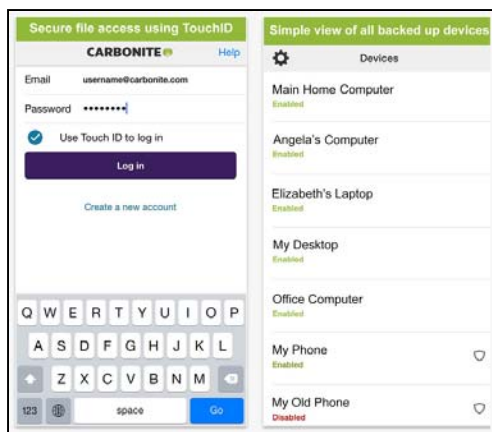 Secure file access using TouchID
CARBONITE
Help
Email username@carbonite.com
Password ••••••••
Use Touch ID to log in
Log in
Create a new account
Q W E R T Y U I O P
A S D F G H J K L
Z X C V B N M
123 space Go
Simple view of all backed up devices
Devices
Main Home Computer
Enabled
Angela's Computer
Enabled
Elizabeth's Laptop
Enabled
My Desktop
Enabled
Office Computer
Enabled
My Phone
Enabled
My Old Phone
Disabled